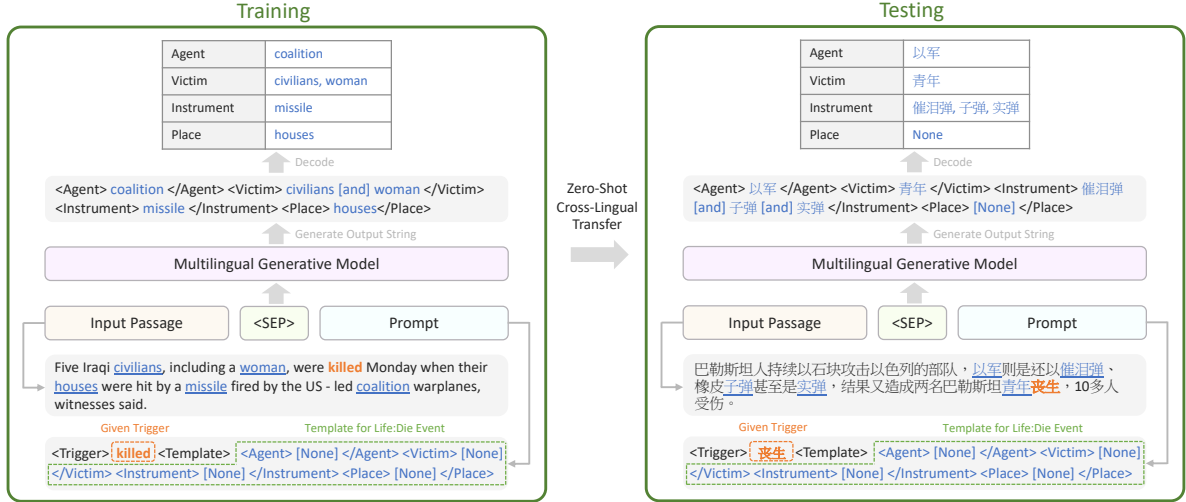 Training
Agent coalition
Victim civilians, woman
Instrument missile
Place houses
Decode
<Agent> coalition </Agent> <Victim> civilians [and] woman </Victim>
<Instrument> missile </Instrument> <Place> houses</Place>
Generate Output String
Multilingual Generative Model
Input Passage <SEP> Prompt
Five Iraqi civilians, including a woman, were killed Monday when their
houses were hit by a missile fired by the US - led coalition warplanes,
witnesses said.
Given Trigger Template for Life:Die Event
<Trigger> killed <Template> <Agent> [None] </Agent> <Victim> [None]
</Victim> <Instrument> [None] </Instrument> <Place> [None] </Place>
Zero-Shot
Cross-Lingual
Transfer
Testing
Agent 以军
Victim 青年
Instrument 催泪弹, 子弹, 实弹
Place None
Decode
<Agent> 以军 </Agent> <Victim> 青年 </Victim> <Instrument> 催泪弹
[and] 子弹 [and] 实弹 </Instrument> <Place> [None] </Place>
Generate Output String
Multilingual Generative Model
Input Passage <SEP> Prompt
巴勒斯坦人持续以石块攻击以色列的部队，以军则是还以催泪弹、
橡皮子弹甚至是实弹，结果又造成两名巴勒斯坦青年丧生，10多人
受伤。
Given Trigger Template for Life:Die Event
<Trigger> 丧生 <Template> <Agent> [None] </Agent> <Victim> [None]
</Victim> <Instrument> [None] </Instrument> <Place> [None] </Place>